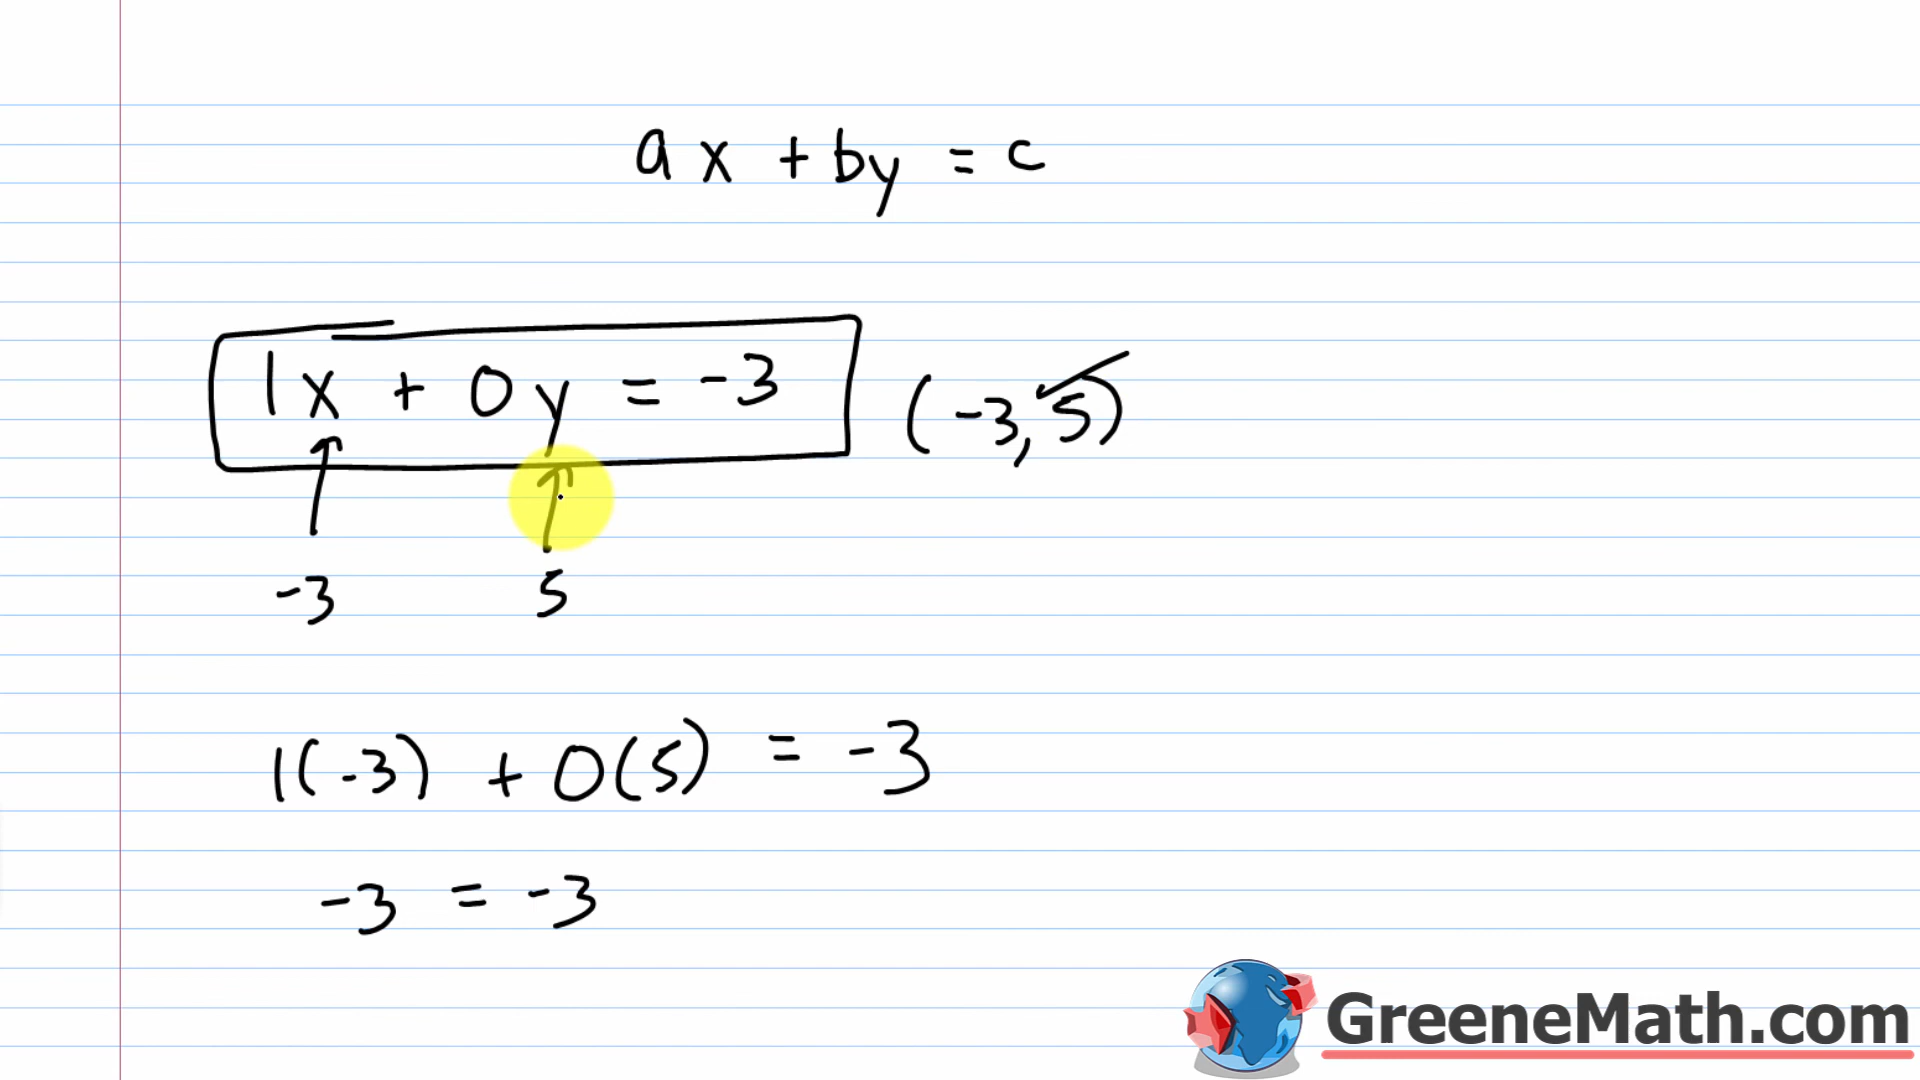 ax + by = c
1x + 0y = -3 (-3, 5)
-3 5
1(-3) + 0(5) = -3
-3 = -3
GreeneMath.com